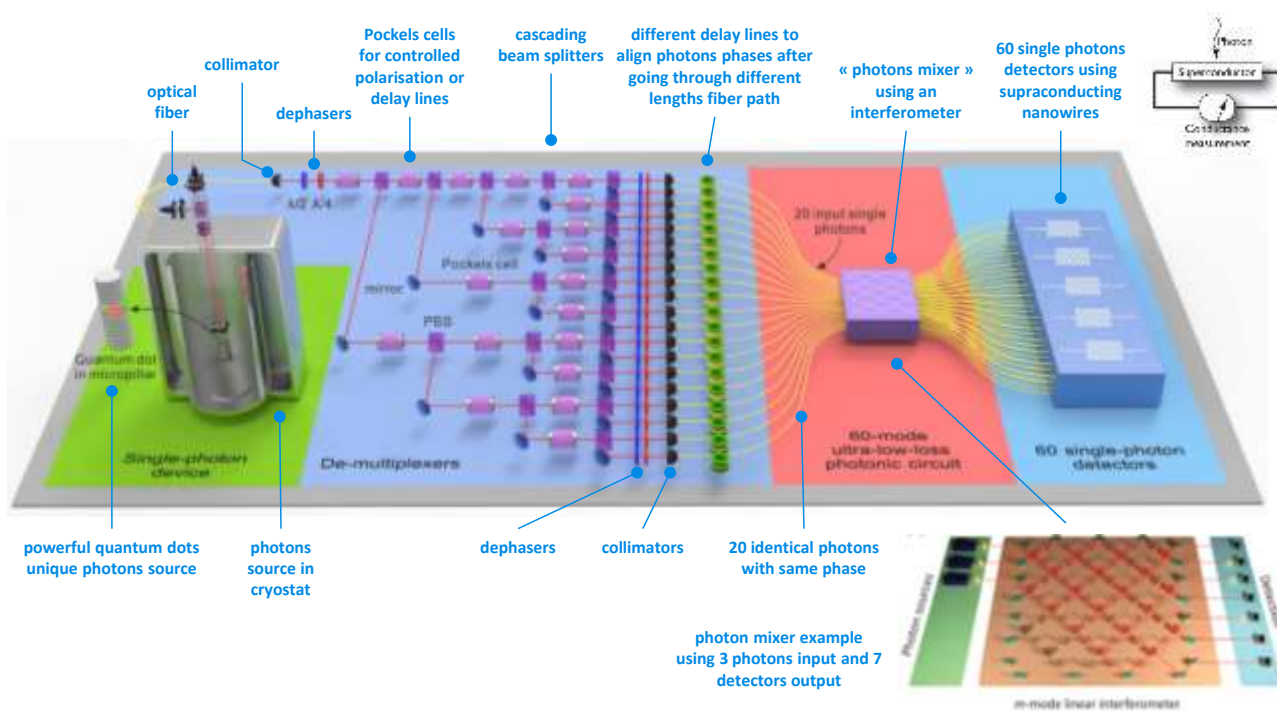 Pockels cells
for controlled
polarisation or
delay lines
cascading
beam splitters
different delay lines to
align photons phases after
going through different
lengths fiber path
60 single photons
detectors using
supraconducting
nanowires
collimator
optical
fiber
dephasers
« photons mixer »
using an
interferometer
Photon
Superconductor
Conductance
measurement
λ/2 λ/4
20 input single
photons
Pockels cell
mirror
PBS
Quantum dot
in micropillar
Single-photon
device
De-multiplexers
60-mode
ultra-low-loss
photonic circuit
60 single-photon
detectors
powerful quantum dots
unique photons source
photons
source in
cryostat
dephasers
collimators
20 identical photons
with same phase
photon mixer example
using 3 photons input and 7
detectors output
Photon sources
Detectors
m-mode linear interferometer